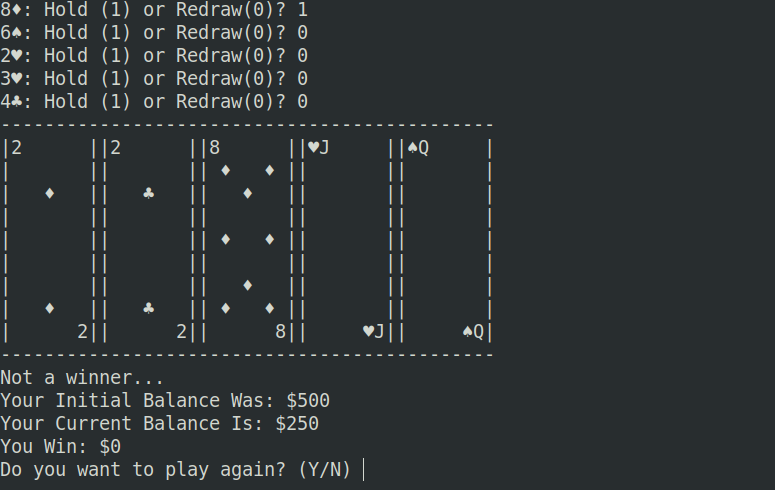 8♦: Hold (1) or Redraw(0)? 1
6♠: Hold (1) or Redraw(0)? 0
2♥: Hold (1) or Redraw(0)? 0
3♥: Hold (1) or Redraw(0)? 0
4♣: Hold (1) or Redraw(0)? 0
---------------------------------------------
|2      ||2      ||8      ||♥J     ||♠Q     |
|       ||       || ♦   ♦ ||       ||       |
|   ♦   ||   ♣   ||   ♦   ||       ||       |
|       ||       ||       ||       ||       |
|       ||       || ♦   ♦ ||       ||       |
|       ||       ||       ||       ||       |
|       ||       ||   ♦   ||       ||       |
|   ♦   ||   ♣   || ♦   ♦ ||       ||       |
|      2||      2||      8||     ♥J||     ♠Q|
---------------------------------------------
Not a winner...
Your Initial Balance Was: $500
Your Current Balance Is: $250
You Win: $0
Do you want to play again? (Y/N)